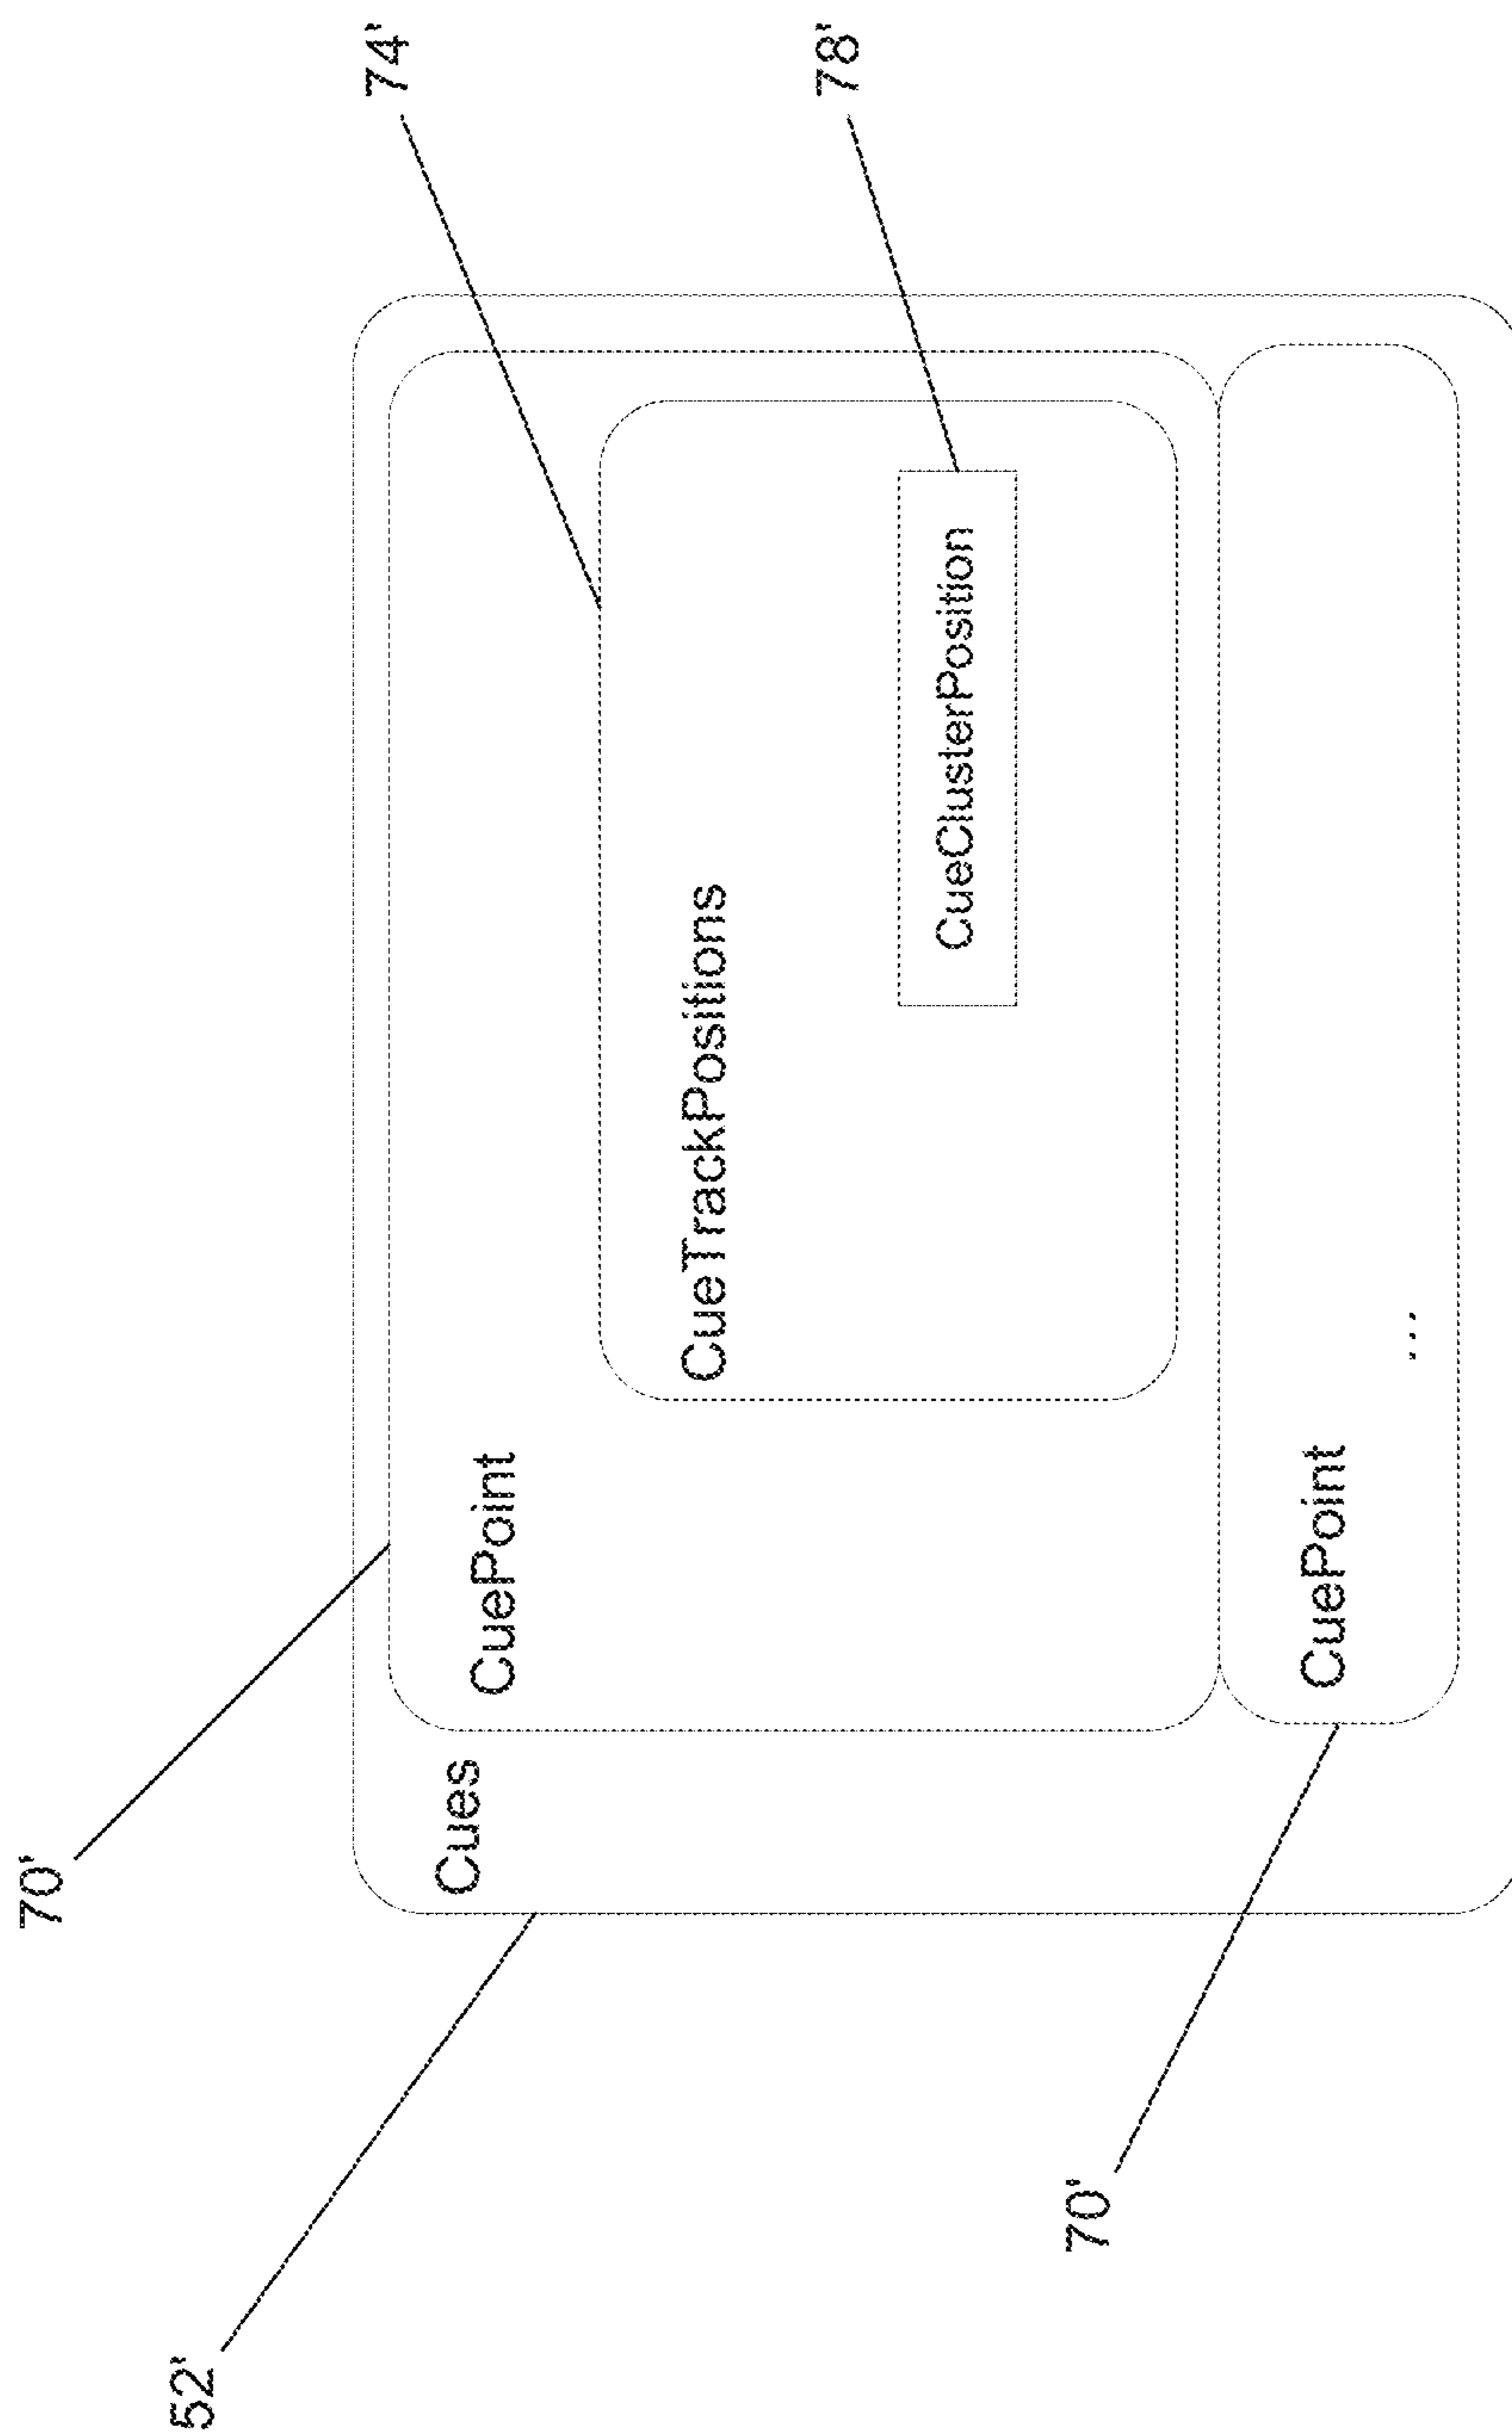 70'
52'
74'
Cues
CuePoint
CueTrackPositions
78'
CueClusterPosition
70'
CuePoint
...